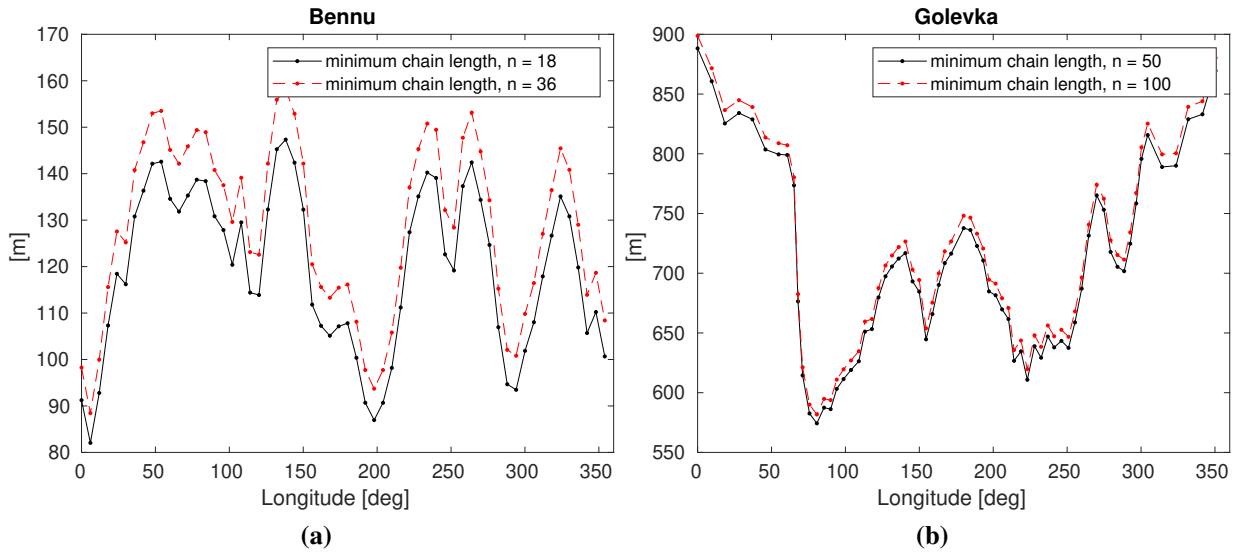 Bennu
170
160
150
140
130
120
110
100
90
80
[m]
minimum chain length, n = 18
minimum chain length, n = 36
0 50 100 150 200 250 300 350
Longitude [deg]
(a)
Golevka
900
850
800
750
700
650
600
550
[m]
minimum chain length, n = 50
minimum chain length, n = 100
0 50 100 150 200 250 300 350
Longitude [deg]
(b)